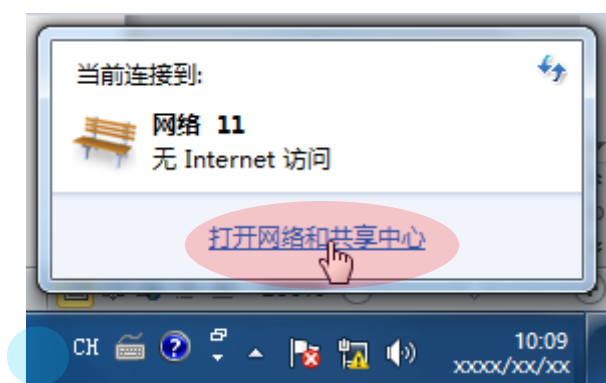 当前连接到:
网络 11
无 Internet 访问
打开网络和共享中心
CH
10:09
xxxx/xx/xx